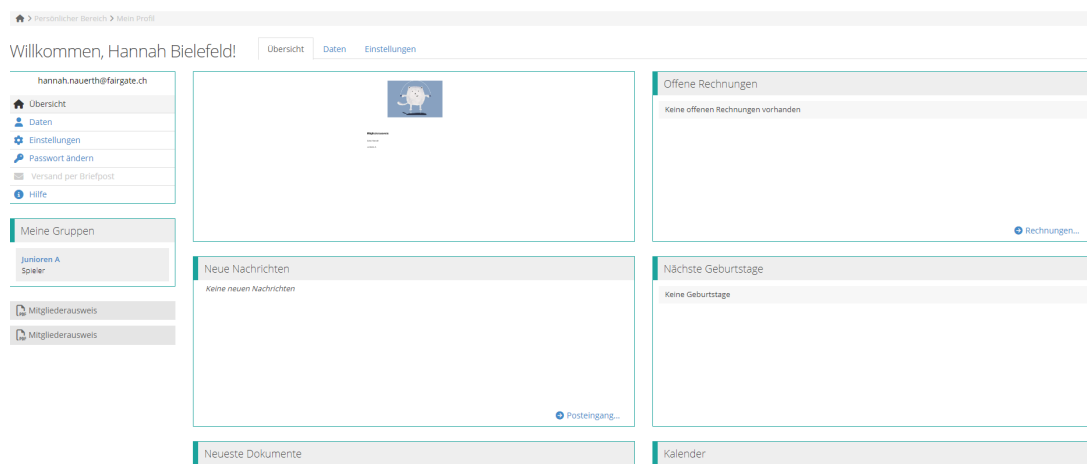 Persönlicher Bereich > Mein Profil
Willkommen, Hannah Bielefeld!
Übersicht
Daten
Einstellungen
hannah.nauerth@fairgate.ch
Übersicht
Daten
Einstellungen
Passwort ändern
Versand per Briefpost
Hilfe
Meine Gruppen
Junioren A
Spieler
Mitgliederausweis
Mitgliederausweis
Offene Rechnungen
Keine offenen Rechnungen vorhanden
Rechnungen...
Neue Nachrichten
Keine neuen Nachrichten
Posteingang...
Nächste Geburtstage
Keine Geburtstage
Neueste Dokumente
Kalender